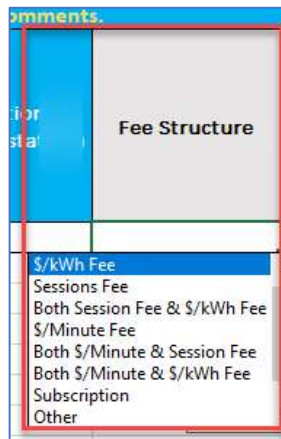 omments.
Fee Structure
$/kWh Fee
Sessions Fee
Both Session Fee & $/kWh Fee
$/Minute Fee
Both $/Minute & Session Fee
Both $/Minute & $/kWh Fee
Subscription
Other